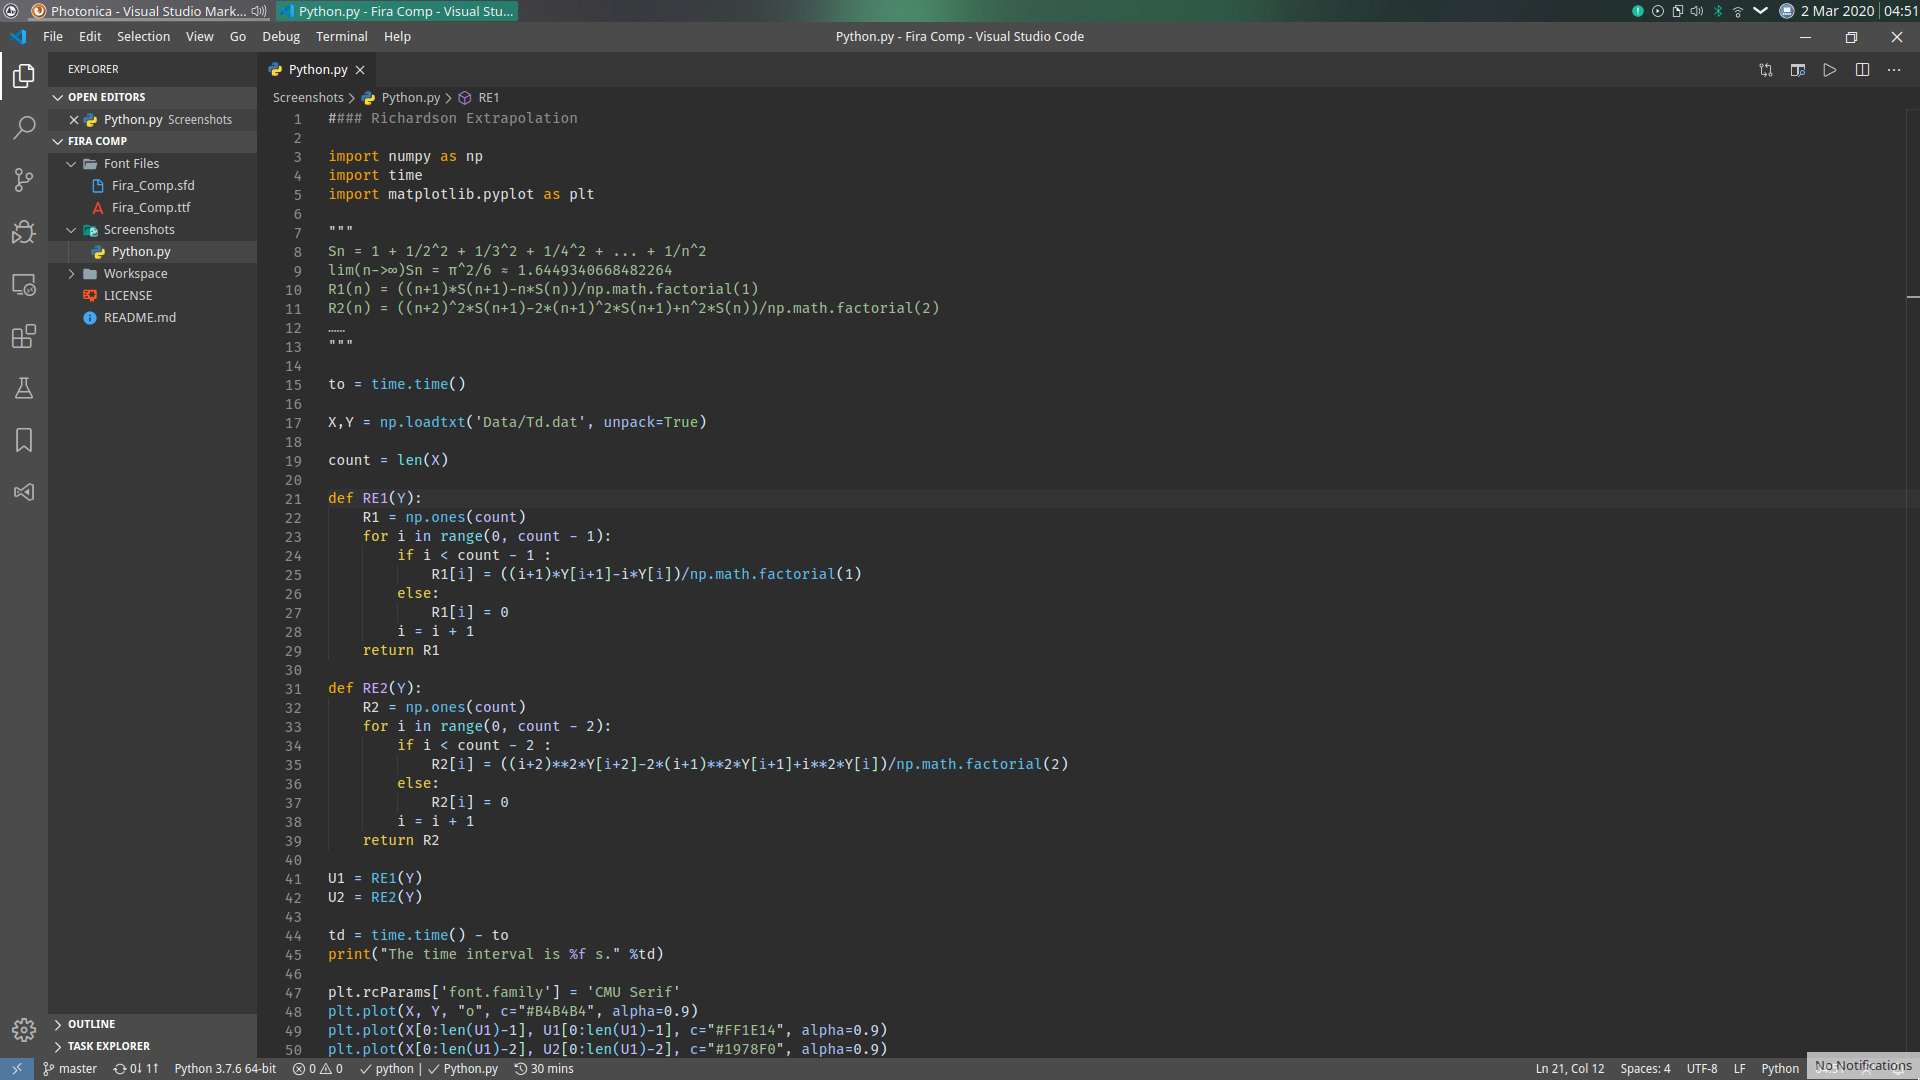 Photonica - Visual Studio Mark... Python.py - Fira Comp - Visual Stu... 2 Mar 2020 04:51
File Edit Selection View Go Debug Terminal Help Python.py - Fira Comp - Visual Studio Code
EXPLORER
OPEN EDITORS
Python.py Screenshots
FIRA COMP
Font Files
Fira_Comp.sfd
Fira_Comp.ttf
Screenshots
Python.py
Workspace
LICENSE
README.md
OUTLINE
TASK EXPLORER
Python.py
Screenshots > Python.py > RE1
1 #### Richardson Extrapolation
2
3 import numpy as np
4 import time
5 import matplotlib.pyplot as plt
6
7 """
8 Sn = 1 + 1/2^2 + 1/3^2 + 1/4^2 + ... + 1/n^2
9 lim(n->∞)Sn = π^2/6 ≈ 1.6449340668482264
10 R1(n) = ((n+1)*S(n+1)-n*S(n))/np.math.factorial(1)
11 R2(n) = ((n+2)^2*S(n+1)-2*(n+1)^2*S(n+1)+n^2*S(n))/np.math.factorial(2)
12 ……
13 """
14
15 to = time.time()
16
17 X,Y = np.loadtxt('Data/Td.dat', unpack=True)
18
19 count = len(X)
20
21 def RE1(Y):
22     R1 = np.ones(count)
23     for i in range(0, count - 1):
24         if i < count - 1 :
25             R1[i] = ((i+1)*Y[i+1]-i*Y[i])/np.math.factorial(1)
26         else:
27             R1[i] = 0
28         i = i + 1
29     return R1
30
31 def RE2(Y):
32     R2 = np.ones(count)
33     for i in range(0, count - 2):
34         if i < count - 2 :
35             R2[i] = ((i+2)**2*Y[i+2]-2*(i+1)**2*Y[i+1]+i**2*Y[i])/np.math.factorial(2)
36         else:
37             R2[i] = 0
38         i = i + 1
39     return R2
40
41 U1 = RE1(Y)
42 U2 = RE2(Y)
43
44 td = time.time() - to
45 print("The time interval is %f s." %td)
46
47 plt.rcParams['font.family'] = 'CMU Serif'
48 plt.plot(X, Y, "o", c="#B4B4B4", alpha=0.9)
49 plt.plot(X[0:len(U1)-1], U1[0:len(U1)-1], c="#FF1E14", alpha=0.9)
50 plt.plot(X[0:len(U1)-2], U2[0:len(U1)-2], c="#1978F0", alpha=0.9)
master 0↓ 1↑ Python 3.7.6 64-bit 0 0 ✓ python | ✓ Python.py 30 mins Ln 21, Col 12 Spaces: 4 UTF-8 LF Python No Notifications